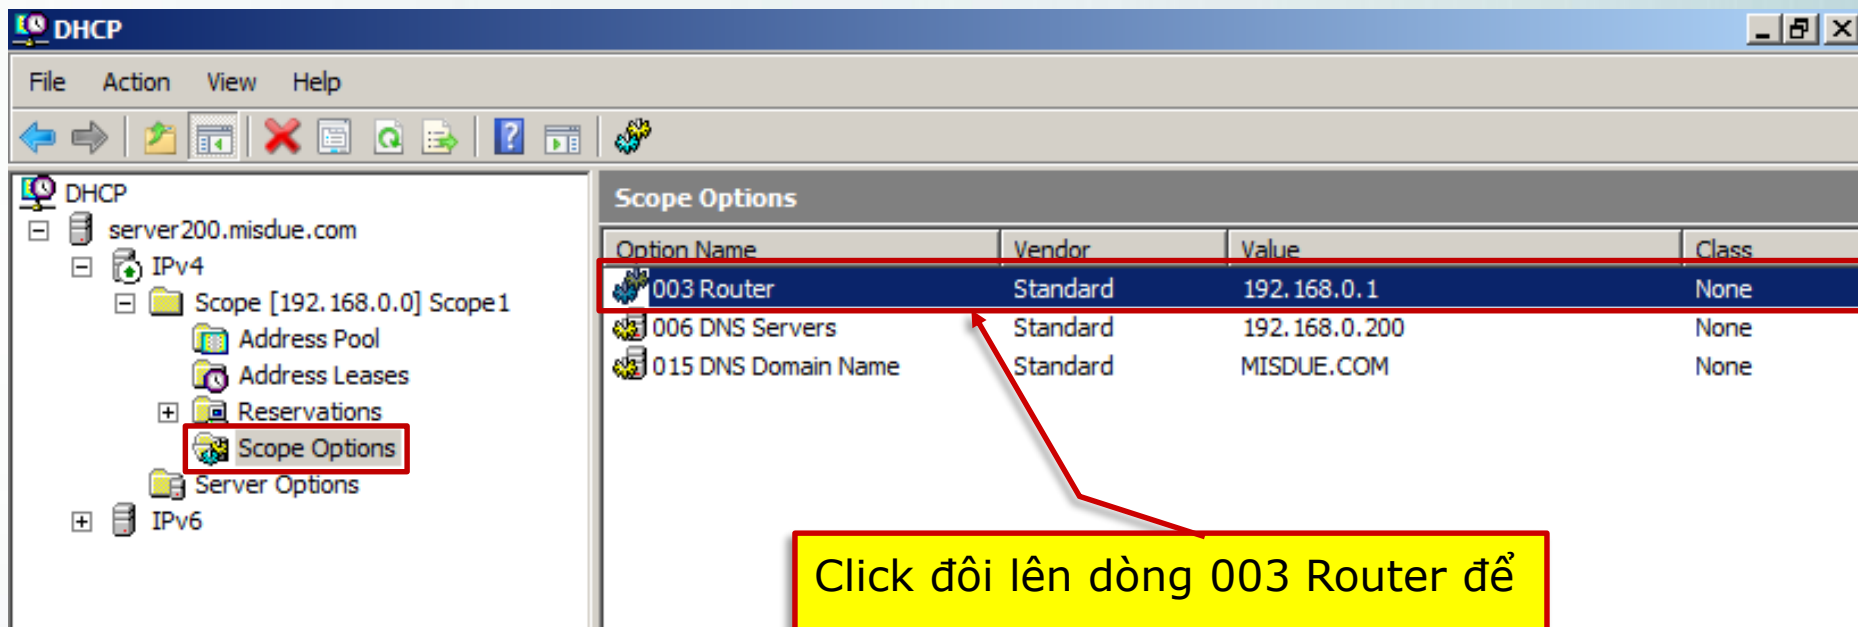 DHCP
File Action View Help
DHCP
server200.misdue.com
IPv4
Scope [192.168.0.0] Scope1
Address Pool
Address Leases
Reservations
Scope Options
Server Options
IPv6
Scope Options
Option Name Vendor Value Class
003 Router Standard 192.168.0.1 None
006 DNS Servers Standard 192.168.0.200 None
015 DNS Domain Name Standard MISDUE.COM None
Click đôi lên dòng 003 Router để